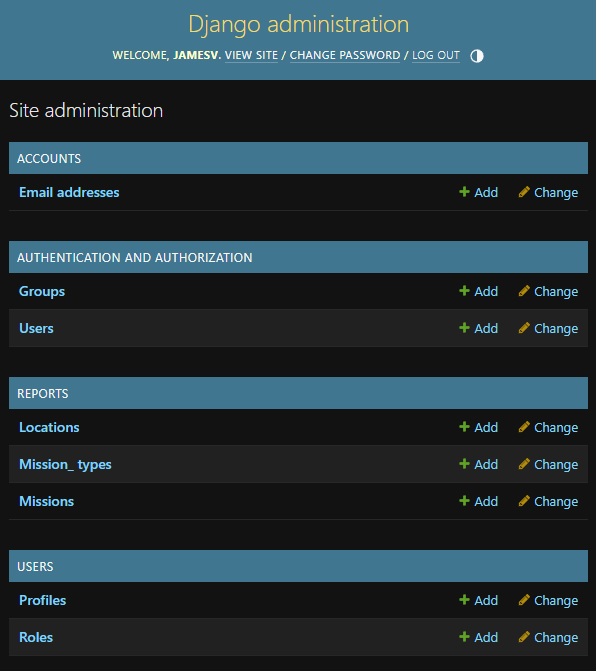 Django administration
WELCOME, JAMESV. VIEW SITE / CHANGE PASSWORD / LOG OUT
Site administration
ACCOUNTS
Email addresses Add Change
AUTHENTICATION AND AUTHORIZATION
Groups Add Change
Users Add Change
REPORTS
Locations Add Change
Mission_ types Add Change
Missions Add Change
USERS
Profiles Add Change
Roles Add Change